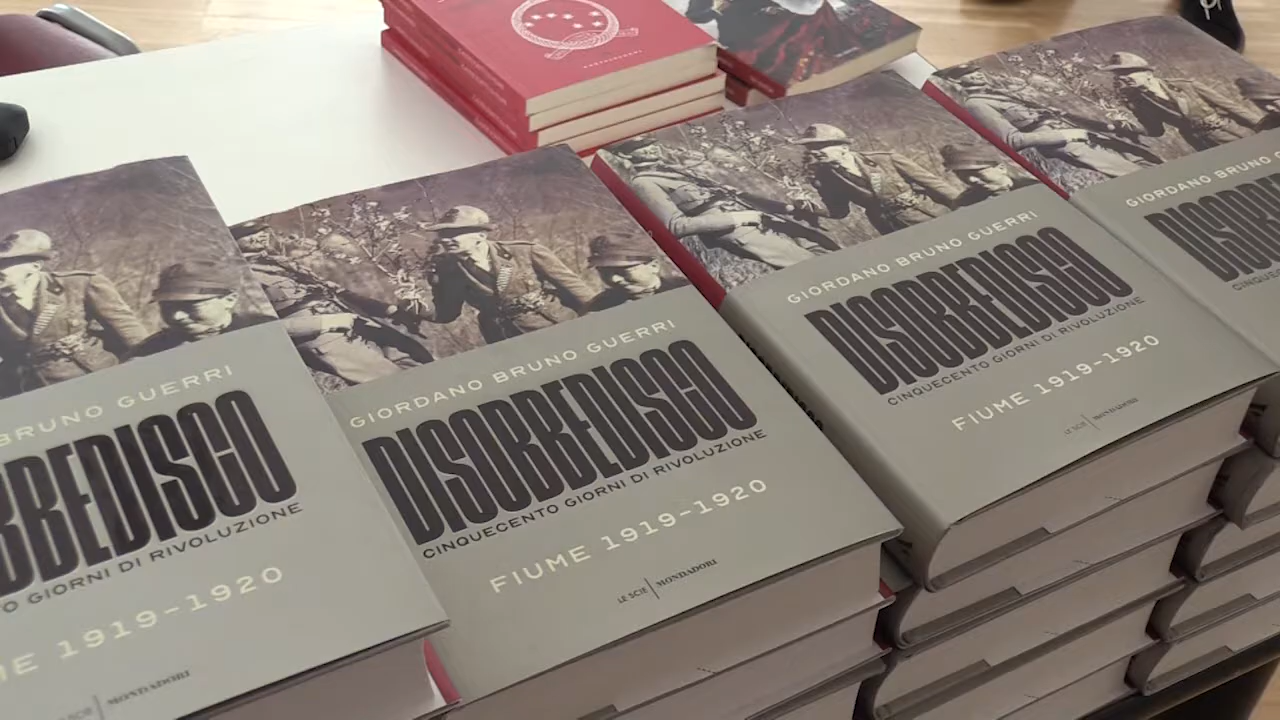 BRUNO GUERRI
BBEDISCO
O GIORNI DI RIVOLUZIONE
ME 1919-1920
MONDADORI
GIORDANO BRUNO GUERRI
DISOBBEDISCO
CINQUECENTO GIORNI DI RIVOLUZIONE
FIUME 1919-1920
LE SCIE MONDADORI
GIORDANO BRUNO GUERRI
DISOBBEDISCO
CINQUECENTO GIORNI DI RIVOLUZIONE
FIUME 1919-1920
LE SCIE MONDADORI
GIORDANO BRUNO G
DISOBBE
CINQUECENTO